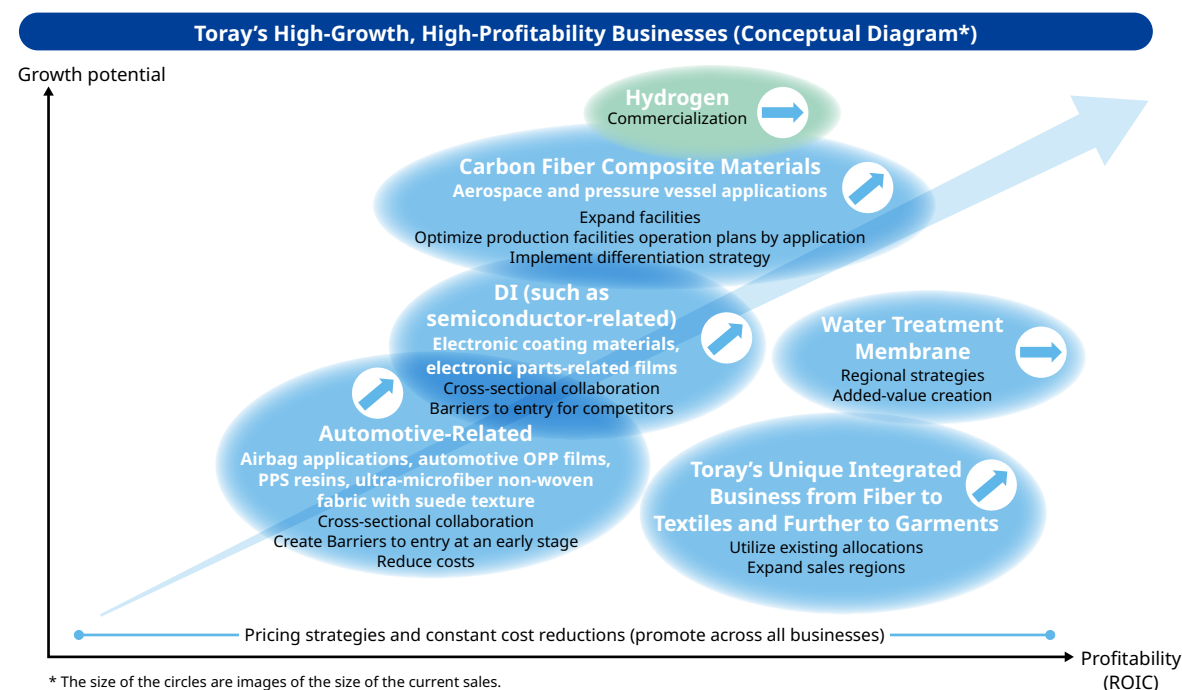 Toray's High-Growth, High-Profitability Businesses (Conceptual Diagram*)
Growth potential
Hydrogen
Commercialization
Carbon Fiber Composite Materials
Aerospace and pressure vessel applications
Expand facilities
Optimize production facilities operation plans by application
Implement differentiation strategy
DI (such as
semiconductor-related)
Electronic coating materials,
electronic parts-related films
Cross-sectional collaboration
Barriers to entry for competitors
Water Treatment
Membrane
Regional strategies
Added-value creation
Automotive-Related
Airbag applications, automotive OPP films,
PPS resins, ultra-microfiber non-woven
fabric with suede texture
Cross-sectional collaboration
Create Barriers to entry at an early stage
Reduce costs
Toray's Unique Integrated
Business from Fiber to
Textiles and Further to Garments
Utilize existing allocations
Expand sales regions
Pricing strategies and constant cost reductions (promote across all businesses)
Profitability
(ROIC)
* The size of the circles are images of the size of the current sales.